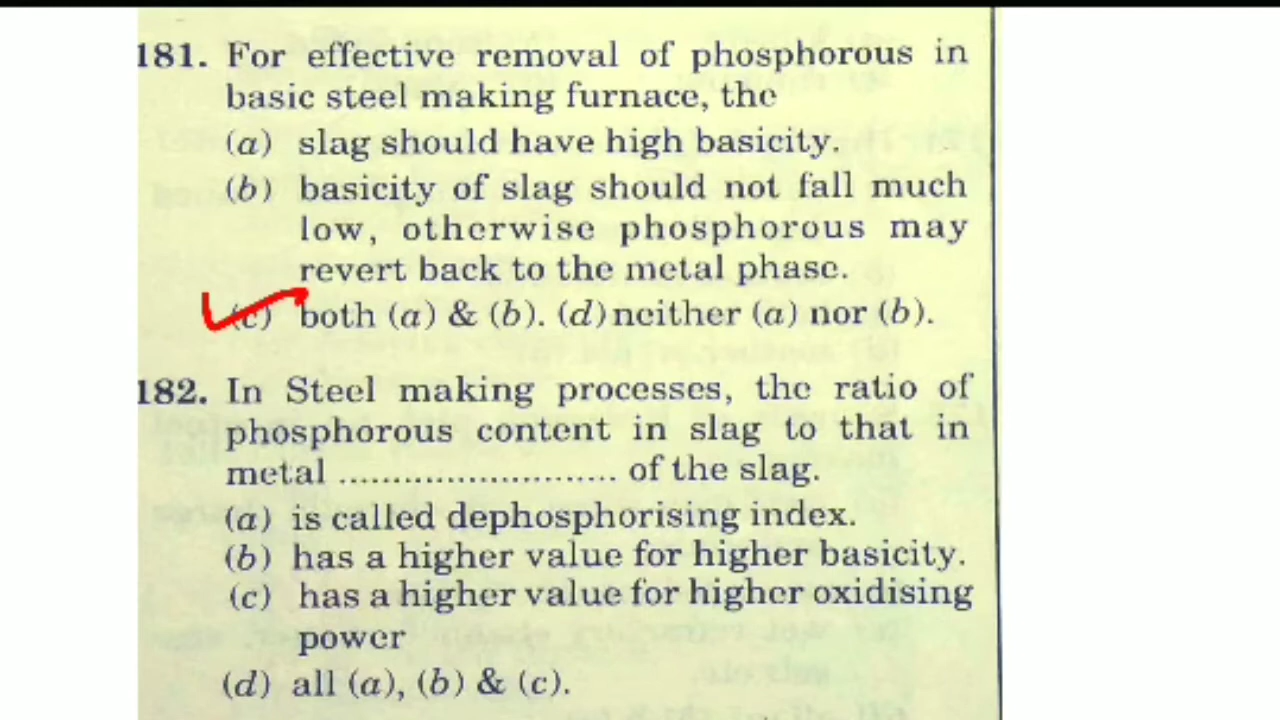 181. For effective removal of phosphorous in
basic steel making furnace, the
(a) slag should have high basicity.
(b) basicity of slag should not fall much
low, otherwise phosphorous may
revert back to the metal phase.
(c) both (a) & (b). (d) neither (a) nor (b).
182. In Steel making processes, the ratio of
phosphorous content in slag to that in
metal ......................... of the slag.
(a) is called dephosphorising index.
(b) has a higher value for higher basicity.
(c) has a higher value for higher oxidising
power
(d) all (a), (b) & (c).